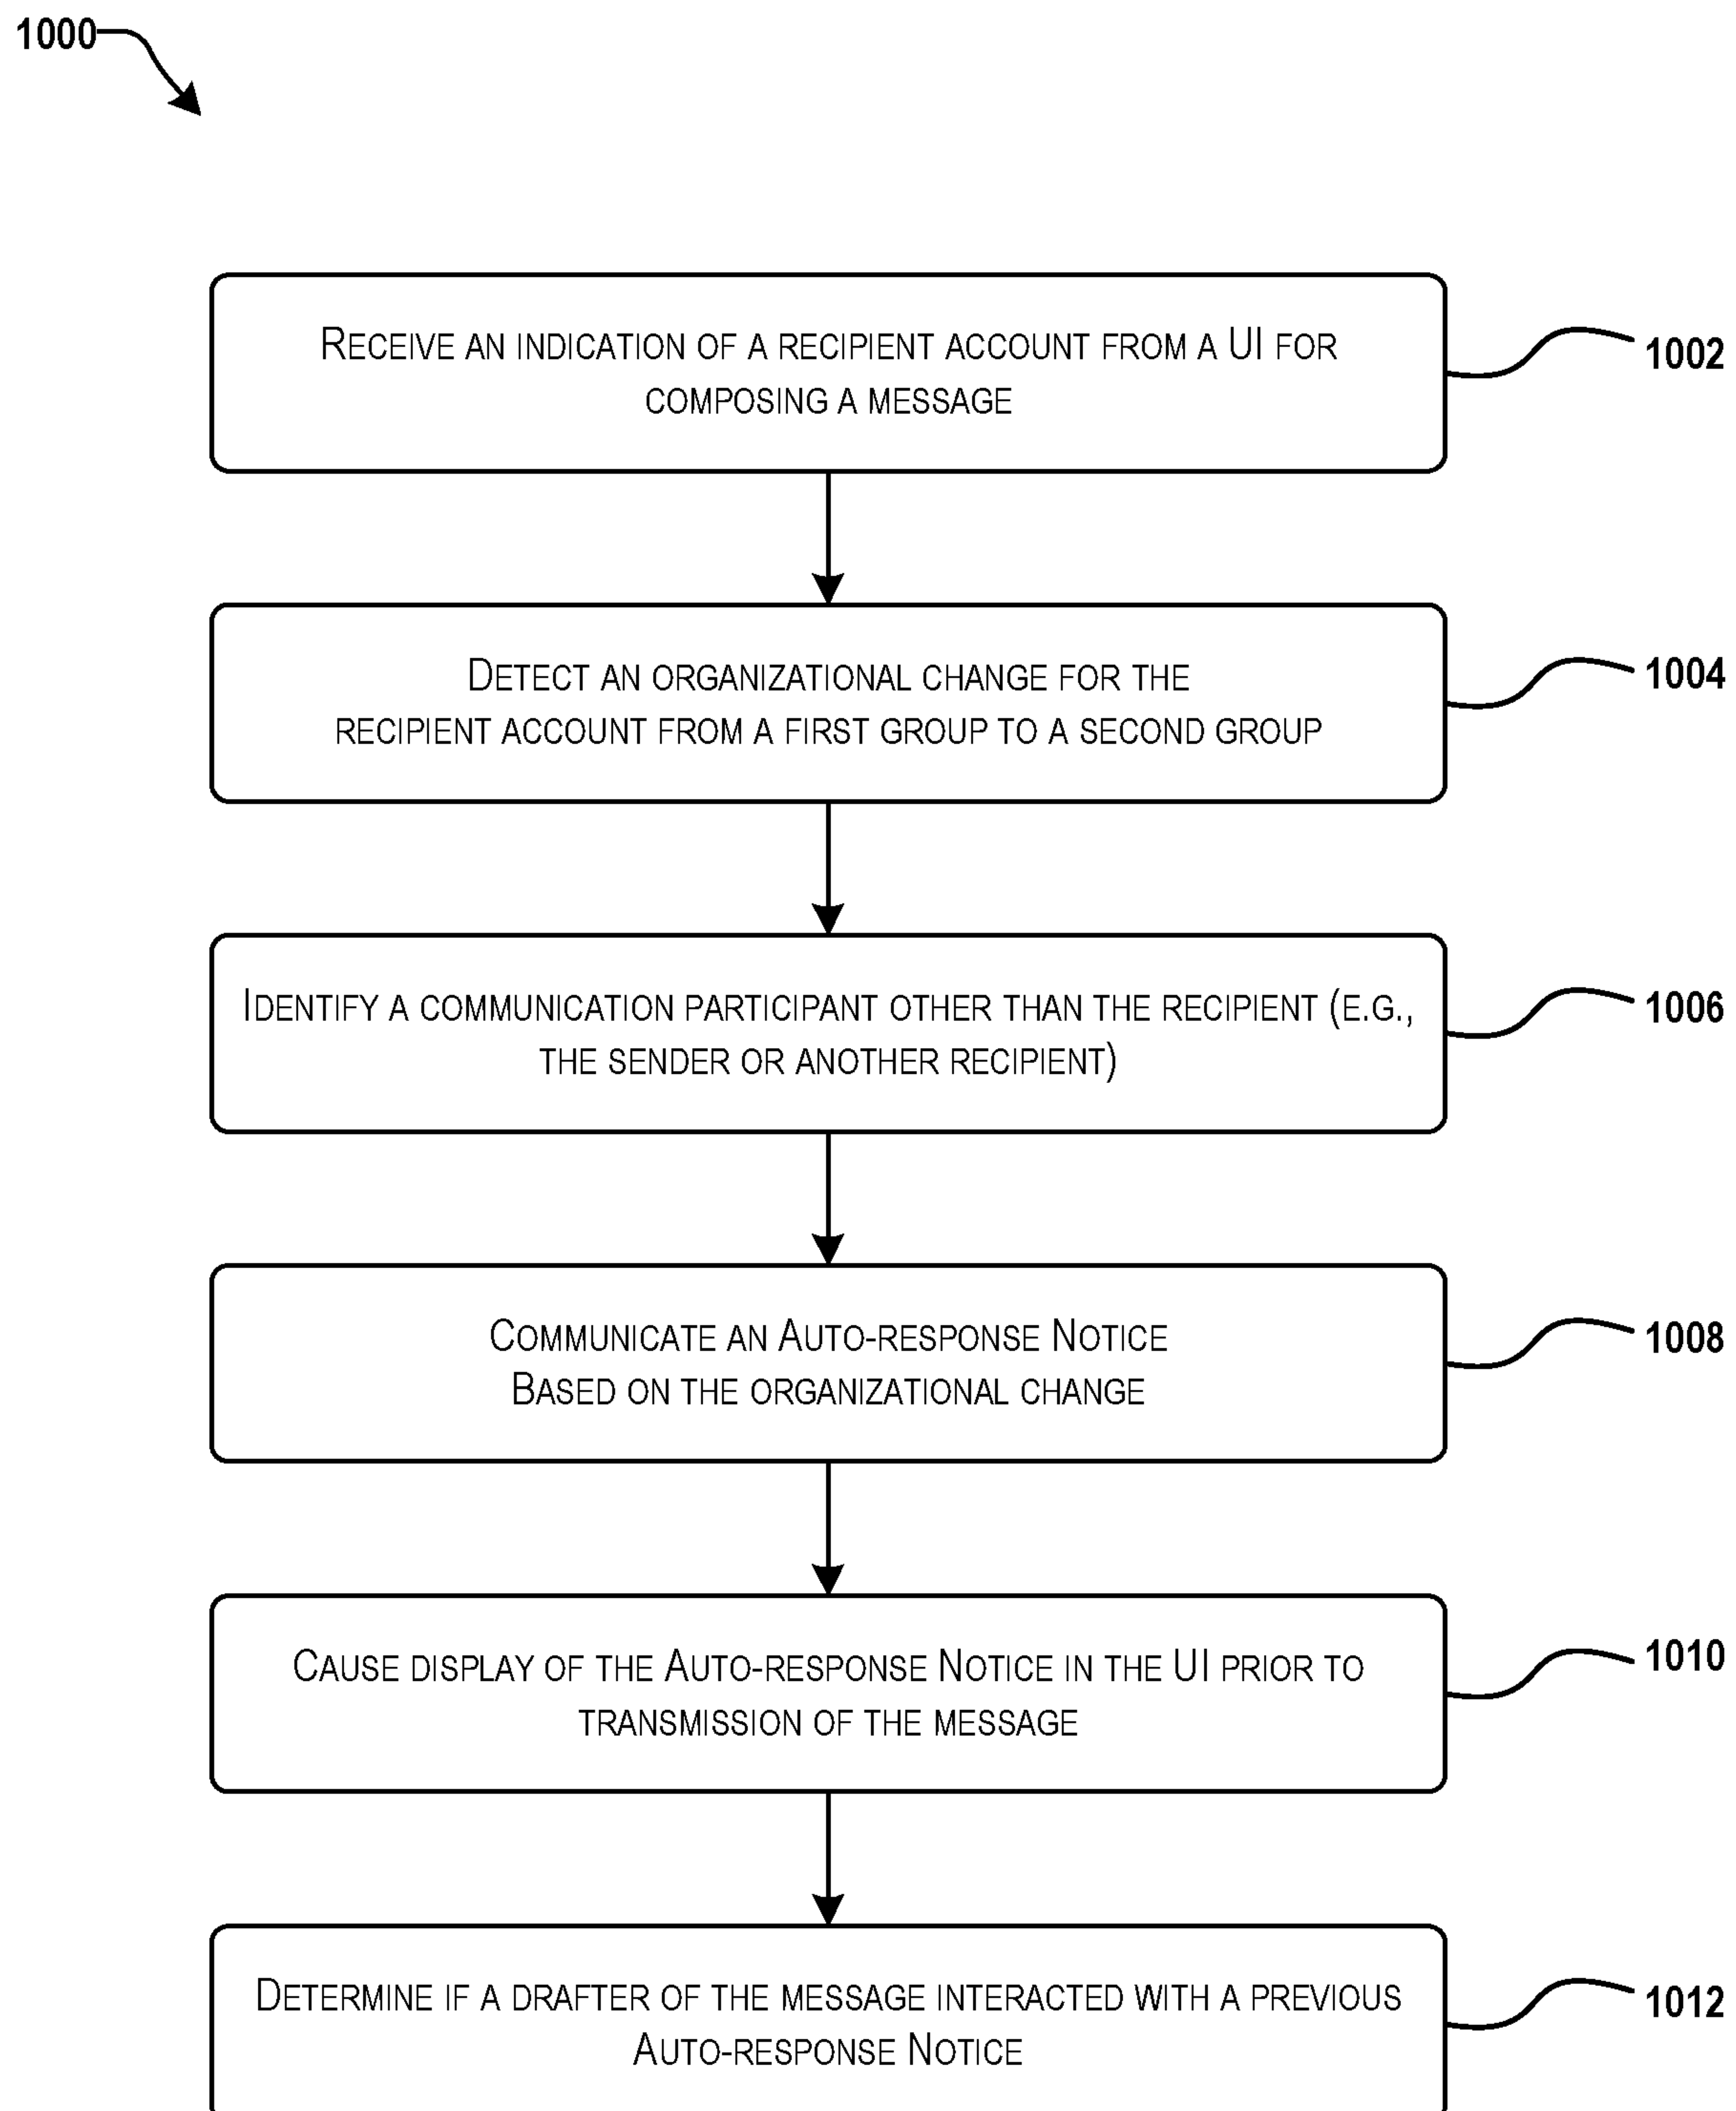 1000
RECEIVE AN INDICATION OF A RECIPIENT ACCOUNT FROM A UI FOR
COMPOSING A MESSAGE
1002
DETECT AN ORGANIZATIONAL CHANGE FOR THE
RECIPIENT ACCOUNT FROM A FIRST GROUP TO A SECOND GROUP
1004
IDENTIFY A COMMUNICATION PARTICIPANT OTHER THAN THE RECIPIENT (E.G.,
THE SENDER OR ANOTHER RECIPIENT)
1006
COMMUNICATE AN AUTO-RESPONSE NOTICE
BASED ON THE ORGANIZATIONAL CHANGE
1008
CAUSE DISPLAY OF THE AUTO-RESPONSE NOTICE IN THE UI PRIOR TO
TRANSMISSION OF THE MESSAGE
1010
DETERMINE IF A DRAFTER OF THE MESSAGE INTERACTED WITH A PREVIOUS
AUTO-RESPONSE NOTICE
1012